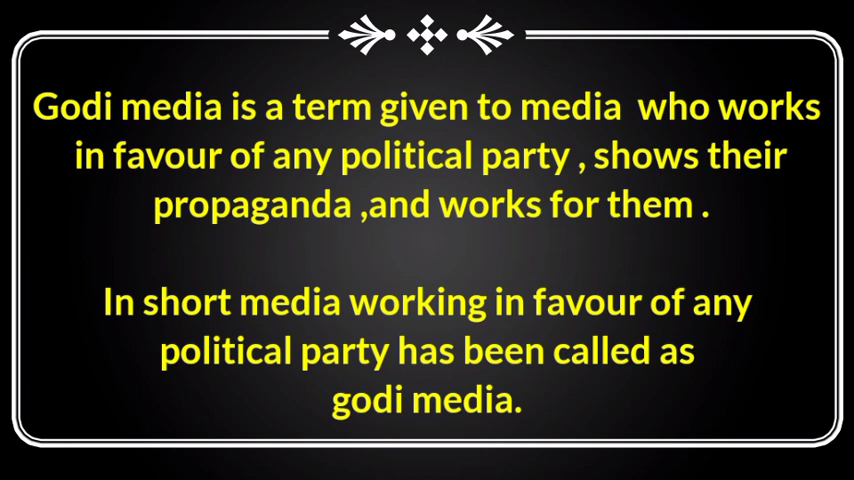 Godi media is a term given to media  who works
in favour of any political party , shows their
propaganda ,and works for them .
In short media working in favour of any
political party has been called as
godi media.